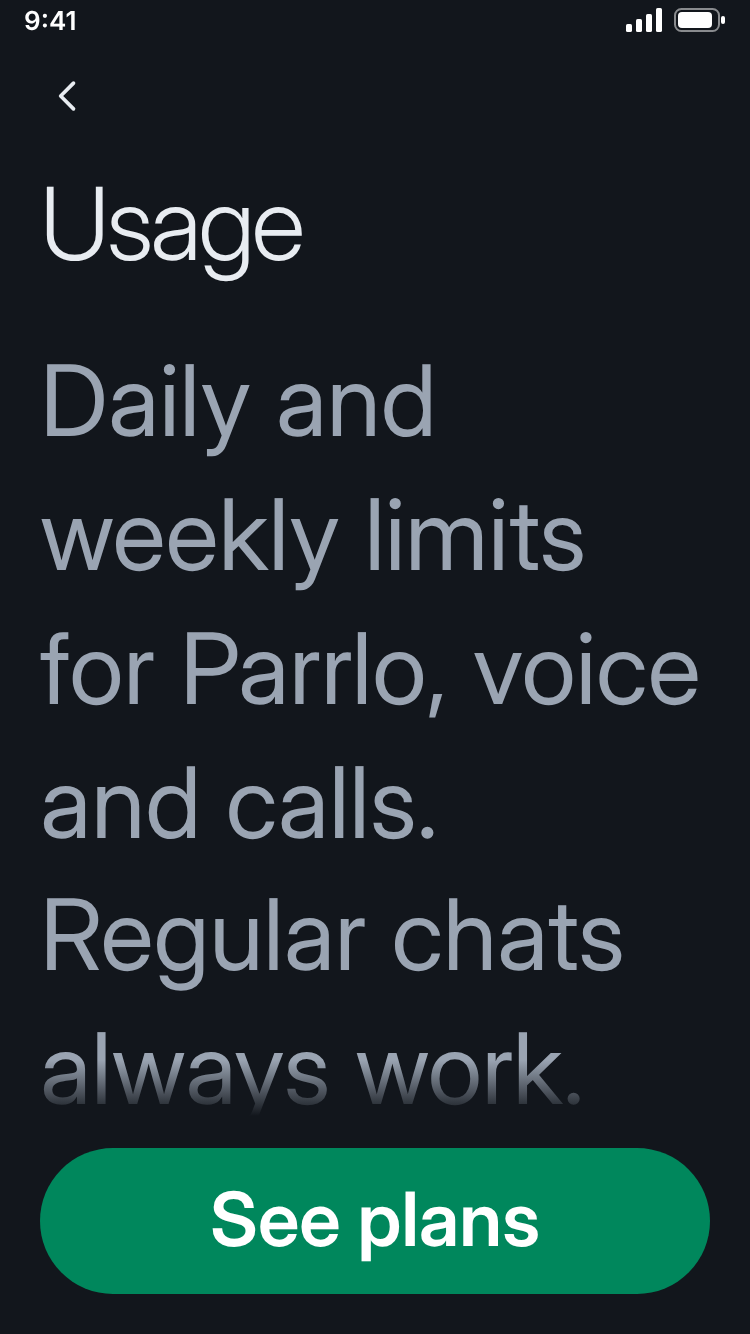 9:41
Usage
Daily and
weekly limits
for Parrlo, voice
and calls.
Regular chats
always work.
See plans